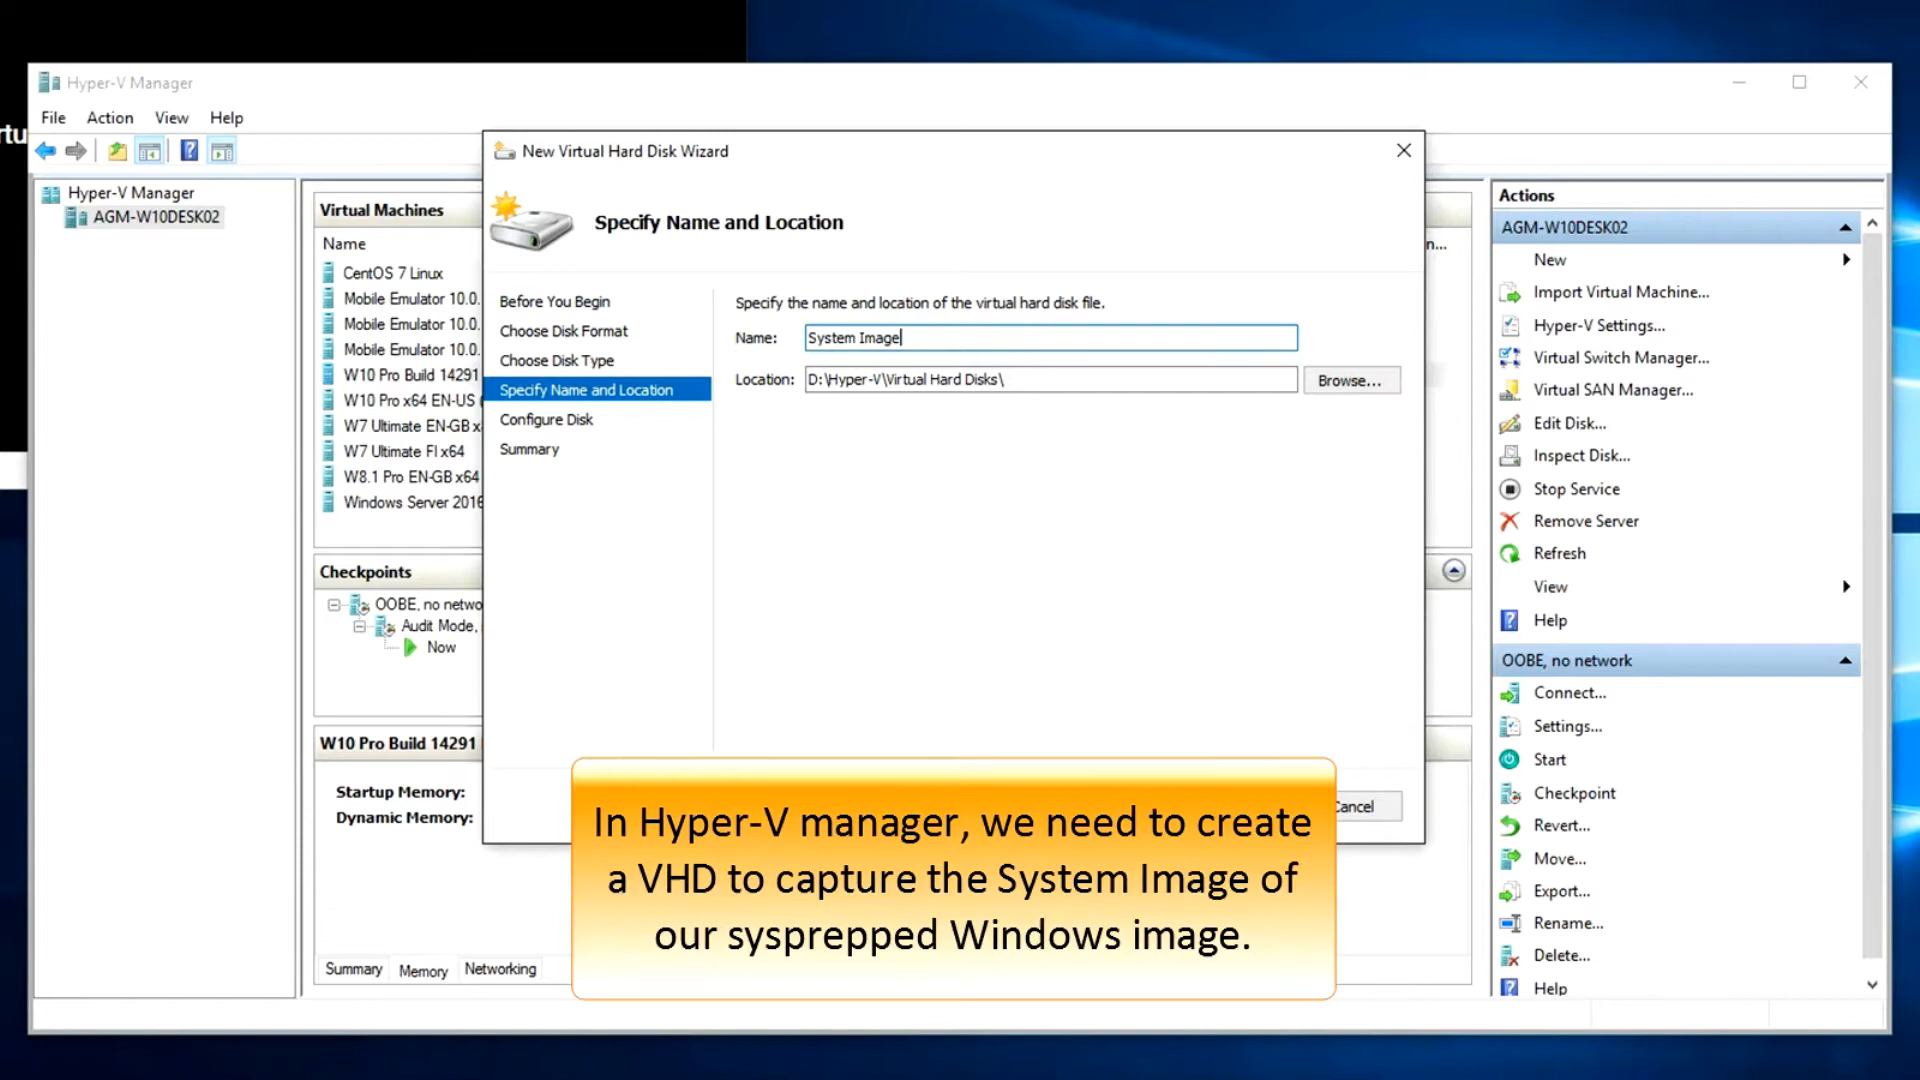 Hyper-V Manager
File Action View Help
rtu
Hyper-V Manager
AGM-W10DESK02
Virtual Machines
Name
CentOS 7 Linux
Mobile Emulator 10.0.
Mobile Emulator 10.0.
Mobile Emulator 10.0.
W10 Pro Build 14291
W10 Pro x64 EN-US (
W7 Ultimate EN-GB x
W7 Ultimate FI x64
W8.1 Pro EN-GB x64
Windows Server 2016
Checkpoints
OOBE, no netwo
Audit Mode,
Now
W10 Pro Build 14291
Startup Memory:
Dynamic Memory:
Summary Memory Networking
New Virtual Hard Disk Wizard
Specify Name and Location
Before You Begin
Choose Disk Format
Choose Disk Type
Specify Name and Location
Configure Disk
Summary
Specify the name and location of the virtual hard disk file.
Name: System Image
Location: D:\Hyper-V\Virtual Hard Disks\ Browse...
Cancel
In Hyper-V manager, we need to create
a VHD to capture the System Image of
our sysprepped Windows image.
n...
Actions
AGM-W10DESK02
New
Import Virtual Machine...
Hyper-V Settings...
Virtual Switch Manager...
Virtual SAN Manager...
Edit Disk...
Inspect Disk...
Stop Service
Remove Server
Refresh
View
Help
OOBE, no network
Connect...
Settings...
Start
Checkpoint
Revert...
Move...
Export...
Rename...
Delete...
Help